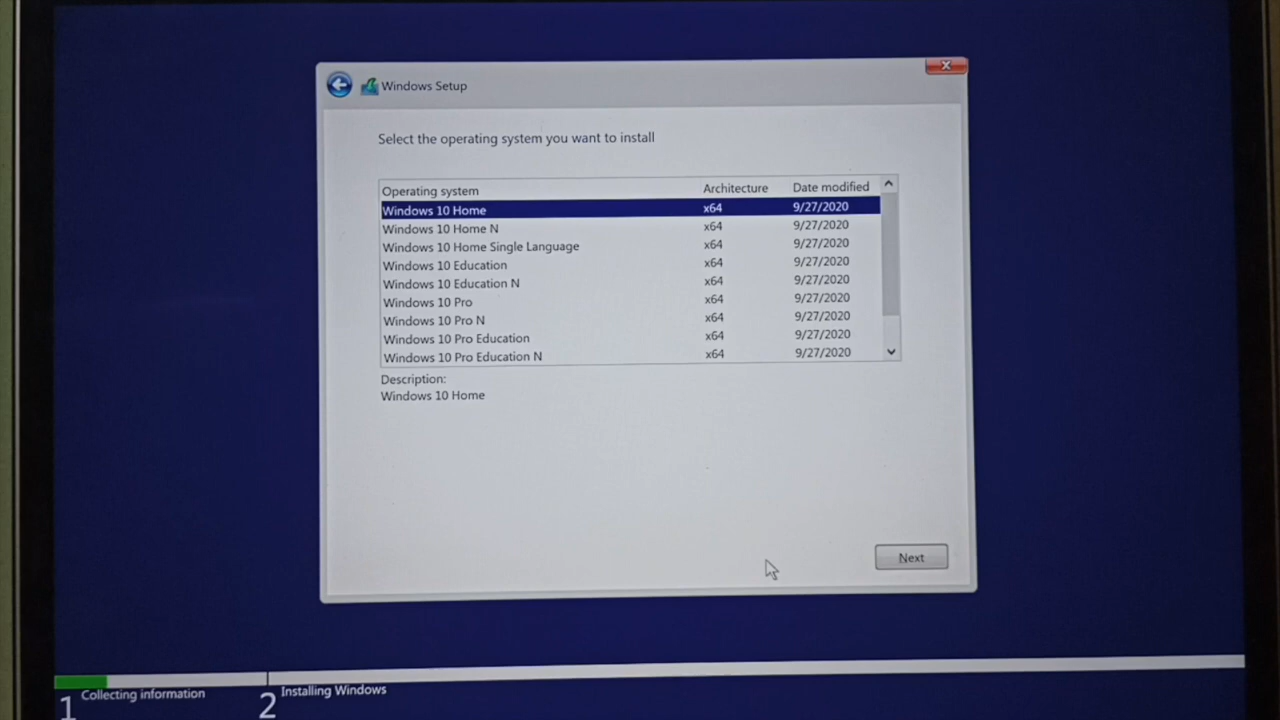 Windows Setup
Select the operating system you want to install
Operating system Architecture Date modified
Windows 10 Home x64 9/27/2020
Windows 10 Home N x64 9/27/2020
Windows 10 Home Single Language x64 9/27/2020
Windows 10 Education x64 9/27/2020
Windows 10 Education N x64 9/27/2020
Windows 10 Pro x64 9/27/2020
Windows 10 Pro N x64 9/27/2020
Windows 10 Pro Education x64 9/27/2020
Windows 10 Pro Education N x64 9/27/2020
Description:
Windows 10 Home
Next
1 Collecting information 2 Installing Windows